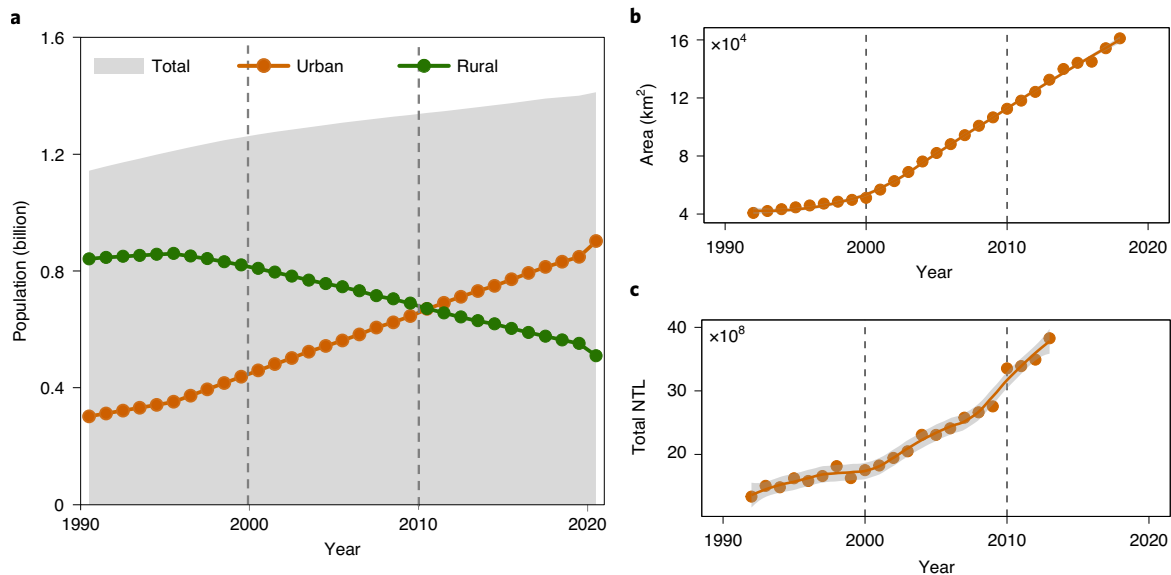 a
Population (billion)
1.6
1.2
0.8
0.4
0
Total
Urban
Rural
1990
2000
2010
2020
Year
b
×10⁴
Area (km²)
16
12
8
4
1990
2000
2010
2020
Year
c
×10⁸
Total NTL
40
30
20
10
1990
2000
2010
2020
Year